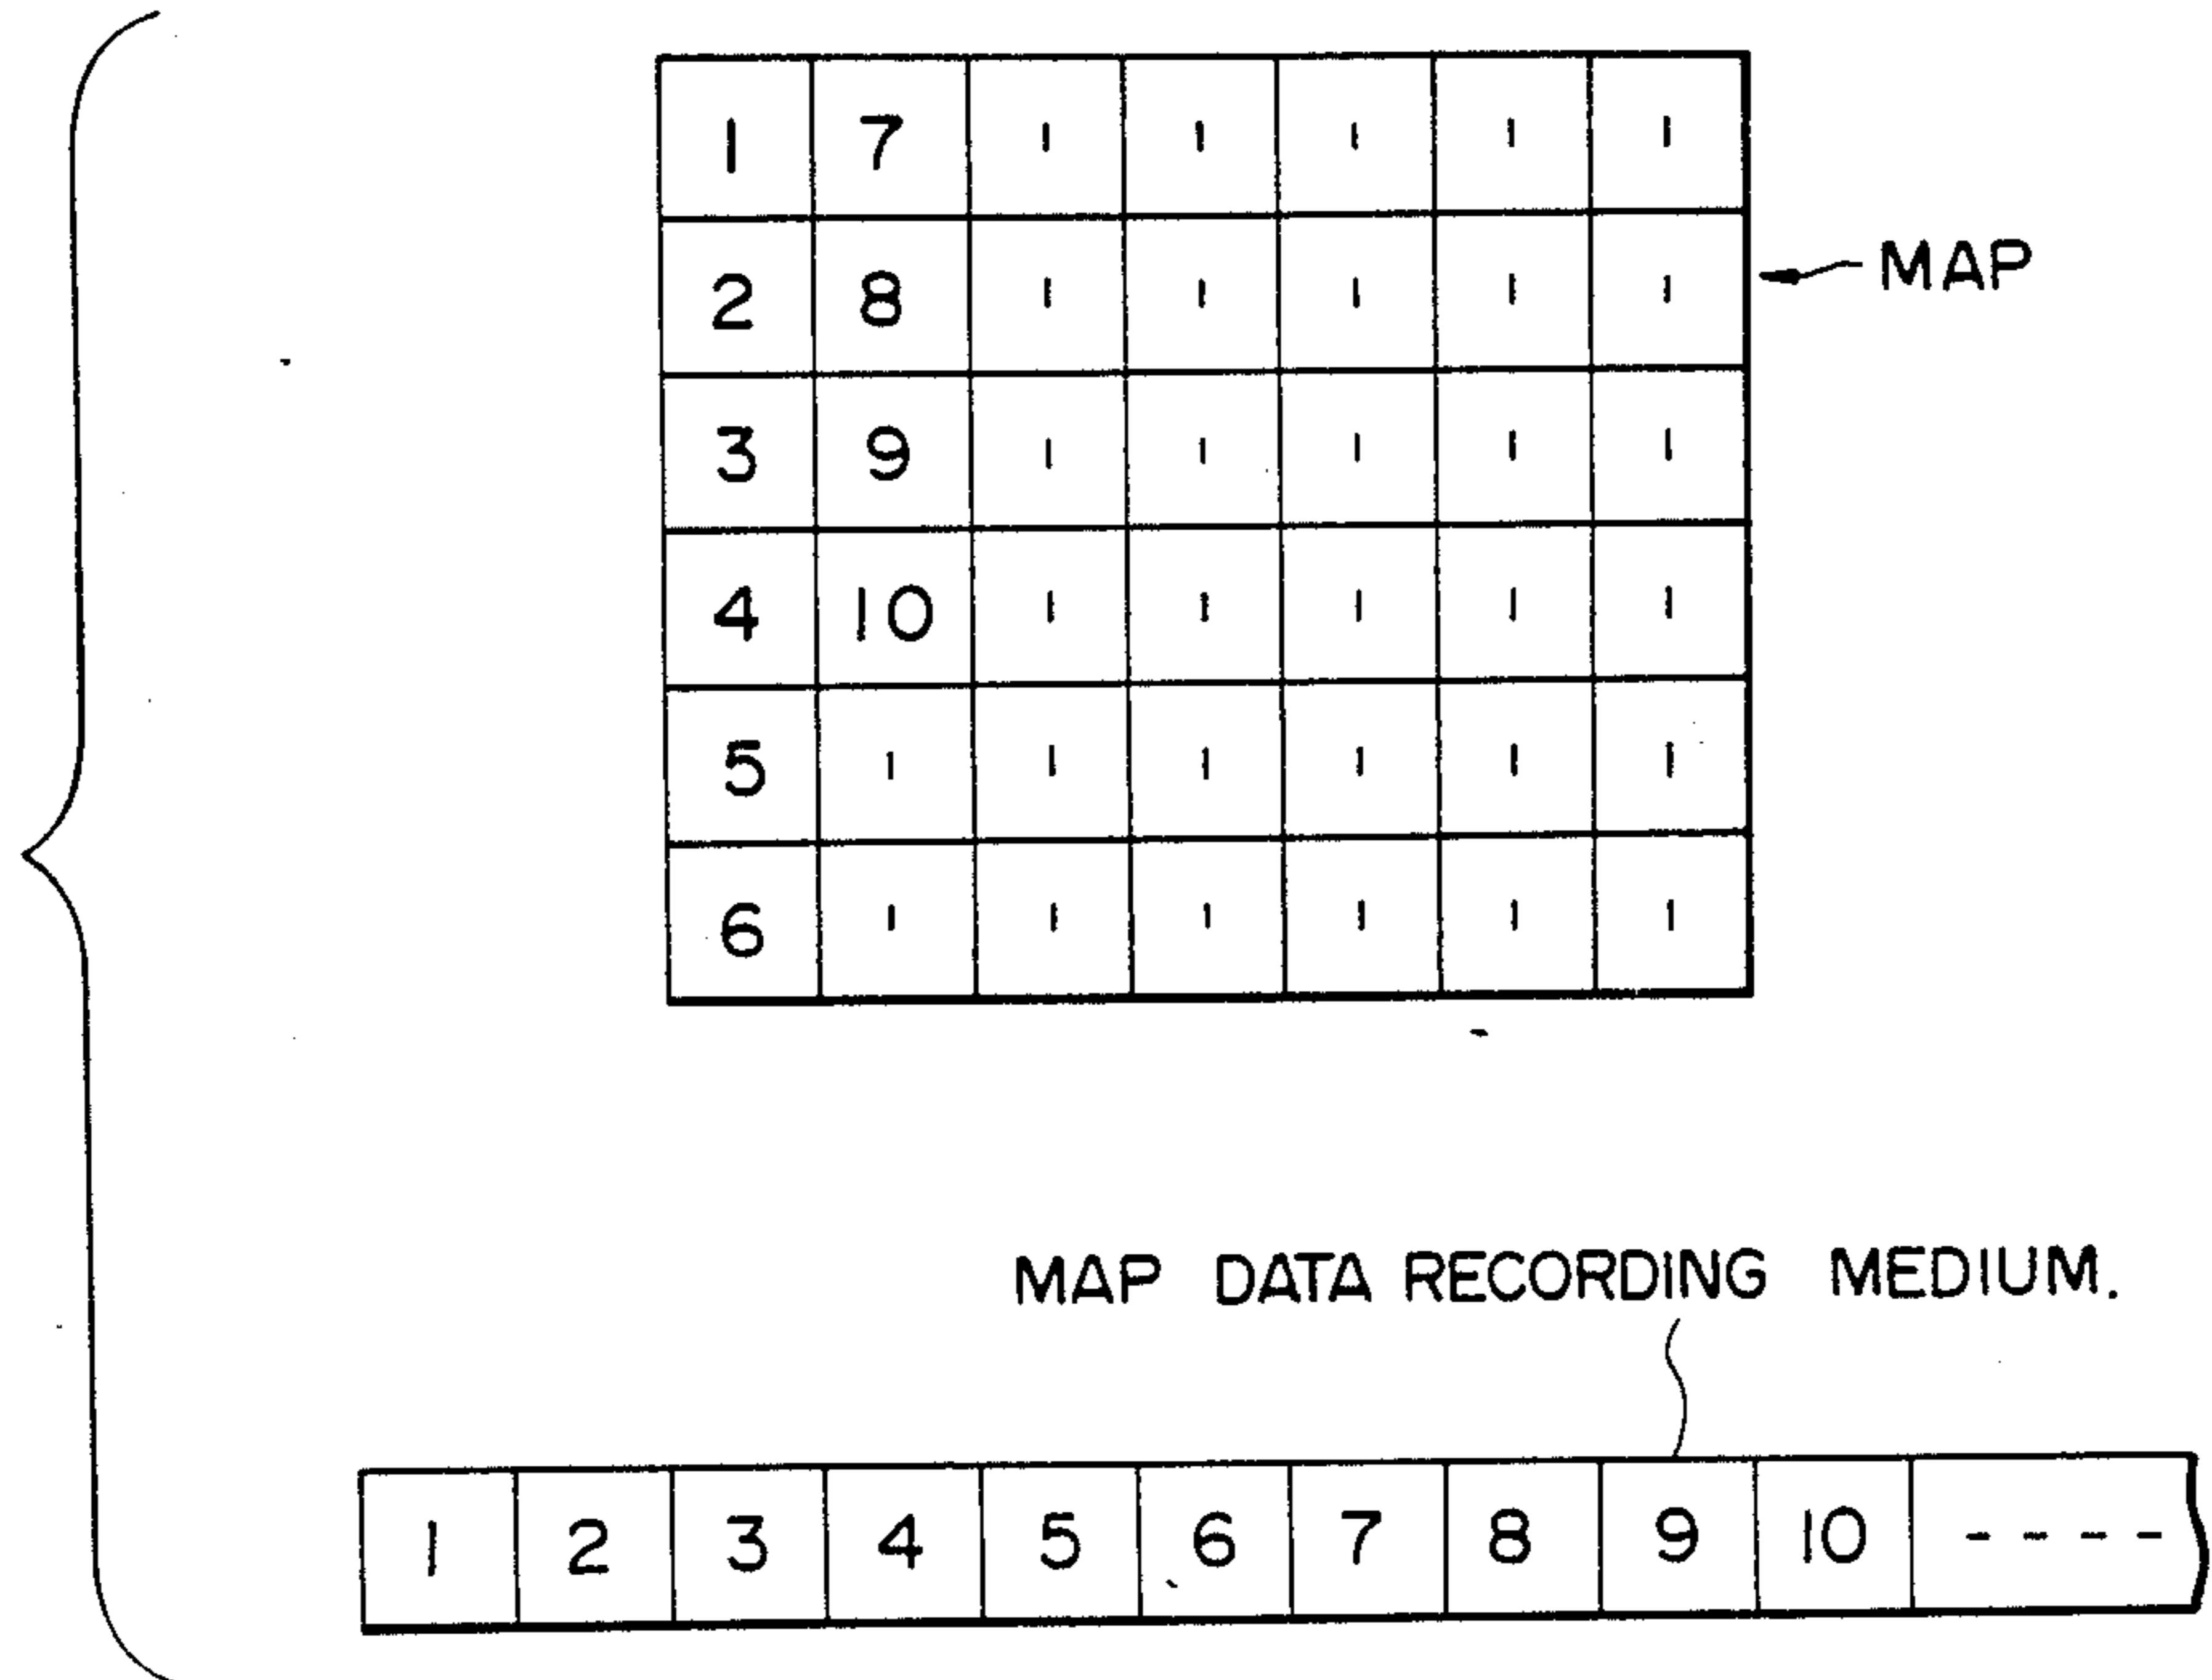 1 7 ı ı ı ı ı
2 8 ı ı ı ı ı
MAP
3 9 ı ı ı ı ı
4 10 ı ı ı ı ı
5 ı ı ı ı ı ı
6 ı ı ı ı ı ı
MAP DATA RECORDING MEDIUM.
1 2 3 4 5 6 7 8 9 10 ----